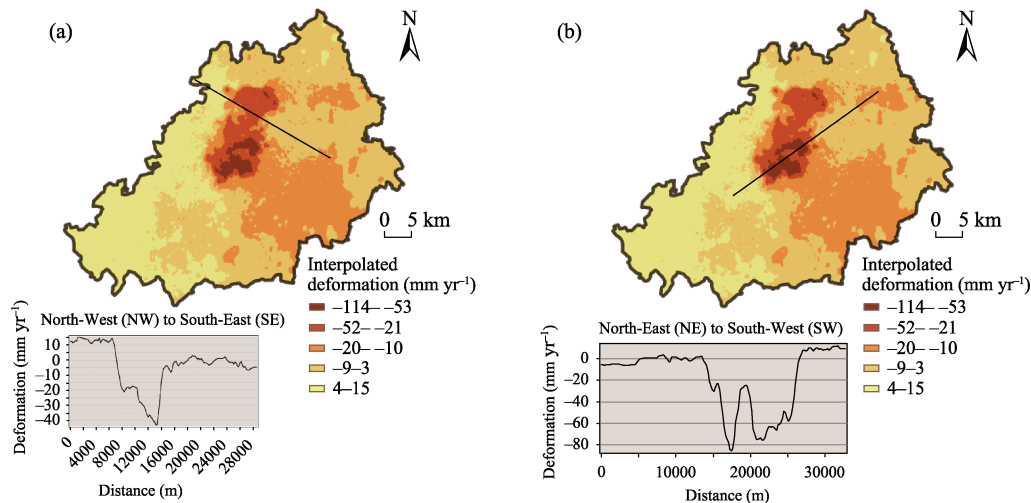 (a)
N
0 5 km
Interpolated
deformation (mm yr⁻¹)
–114– –53
–52– –21
–20– –10
–9–3
4–15
North-West (NW) to South-East (SE)
Deformation (mm yr⁻¹)
10
0
–10
–20
–30
–40
0 4000 8000 12000 16000 20000 24000 28000
Distance (m)
(b)
N
0 5 km
Interpolated
deformation (mm yr⁻¹)
–114– –53
–52– –21
–20– –10
–9–3
4–15
North-East (NE) to South-West (SW)
Deformation (mm yr⁻¹)
0
–20
–40
–60
–80
0 10000 20000 30000
Distance (m)